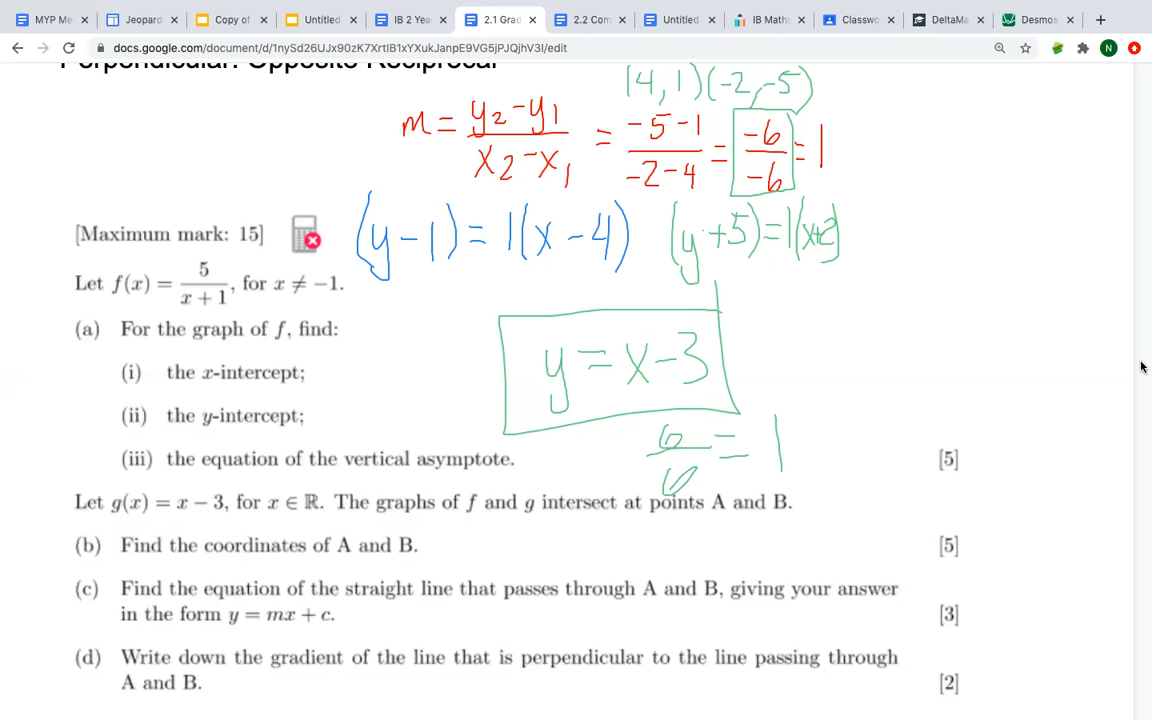 MYP Me
Jeopard
Copy of
Untitled
IB 2 Yea
2.1 Grad
2.2 Com
Untitled
IB Maths
Classwo
DeltaMa
Desmos
docs.google.com/document/d/1nySd26UJx90zK7XrtIB1xYXukJanpE9VG5jPJQjhV3I/edit
N
Perpendicular: Opposite Reciprocal
(4, 1) (-2, -5)
m = y₂ - y₁ / x₂ - x₁ = -5 - 1 / -2 - 4 = -6 / -6 = 1
(y - 1) = 1(x - 4)
(y + 5) = 1(x+2)
[Maximum mark: 15]
Let f(x) = 5 / x + 1, for x ≠ −1.
y = x - 3
(a) For the graph of f, find:
(i) the x-intercept;
(ii) the y-intercept;
6 / 6 = 1
(iii) the equation of the vertical asymptote. [5]
Let g(x) = x − 3, for x ∈ ℝ. The graphs of f and g intersect at points A and B.
(b) Find the coordinates of A and B. [5]
(c) Find the equation of the straight line that passes through A and B, giving your answer
in the form y = mx + c. [3]
(d) Write down the gradient of the line that is perpendicular to the line passing through
A and B. [2]